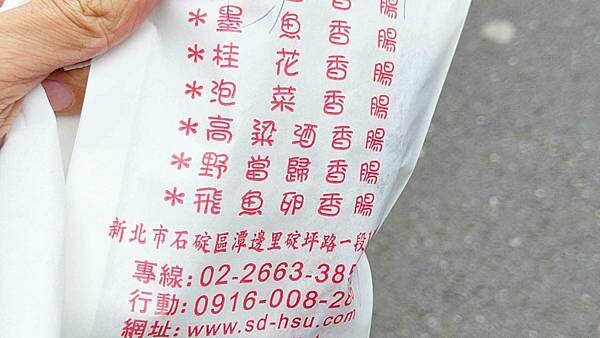 *墨魚香腸
*桂花香腸
*泡菜香腸
*高粱酒香腸
*野當歸香腸
*飛魚卵香腸
新北市石碇區潭邊里碇坪路一段
專線:02-2663-385
行動:0916-008-28
網址:www.sd-hsu.com